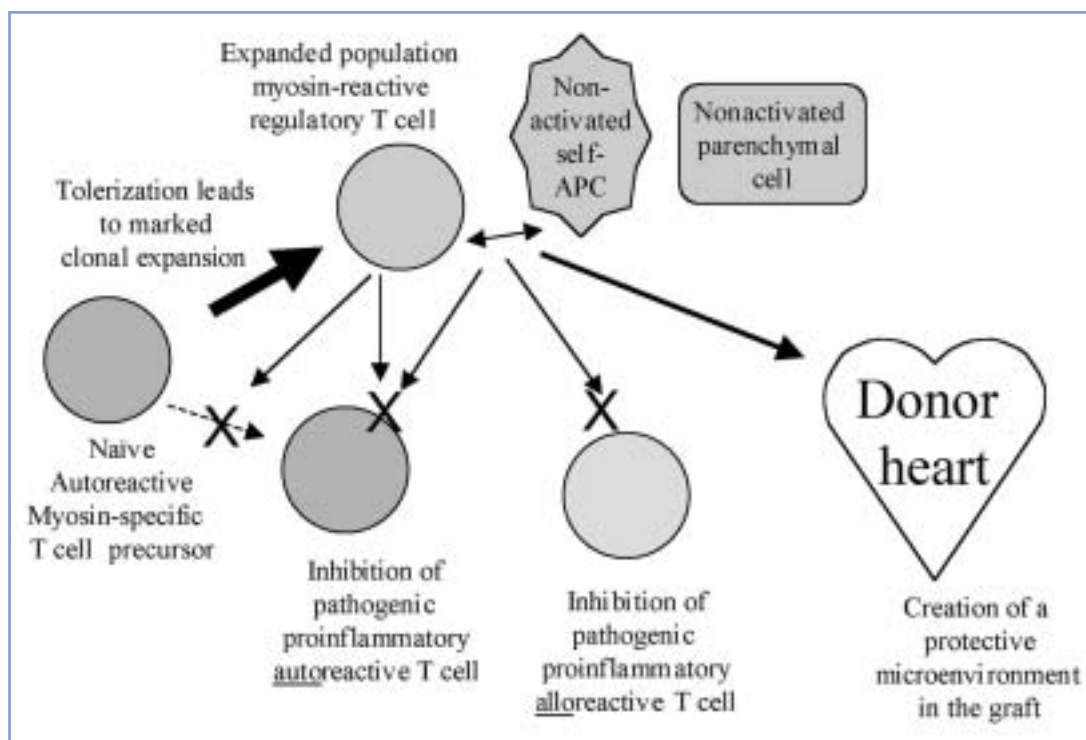 Expanded population
myosin-reactive
regulatory T cell
Non-
activated
self-
APC
Nonactivated
parenchymal
cell
Tolerization leads
to marked
clonal expansion
X
X
X
Naïve
Autoreactive
Myosin-specific
T cell precursor
Inhibition of
pathogenic
proinflammatory
autoreactive T cell
Inhibition of
pathogenic
proinflammatory
alloreactive T cell
Donor
heart
Creation of a
protective
microenvironment
in the graft